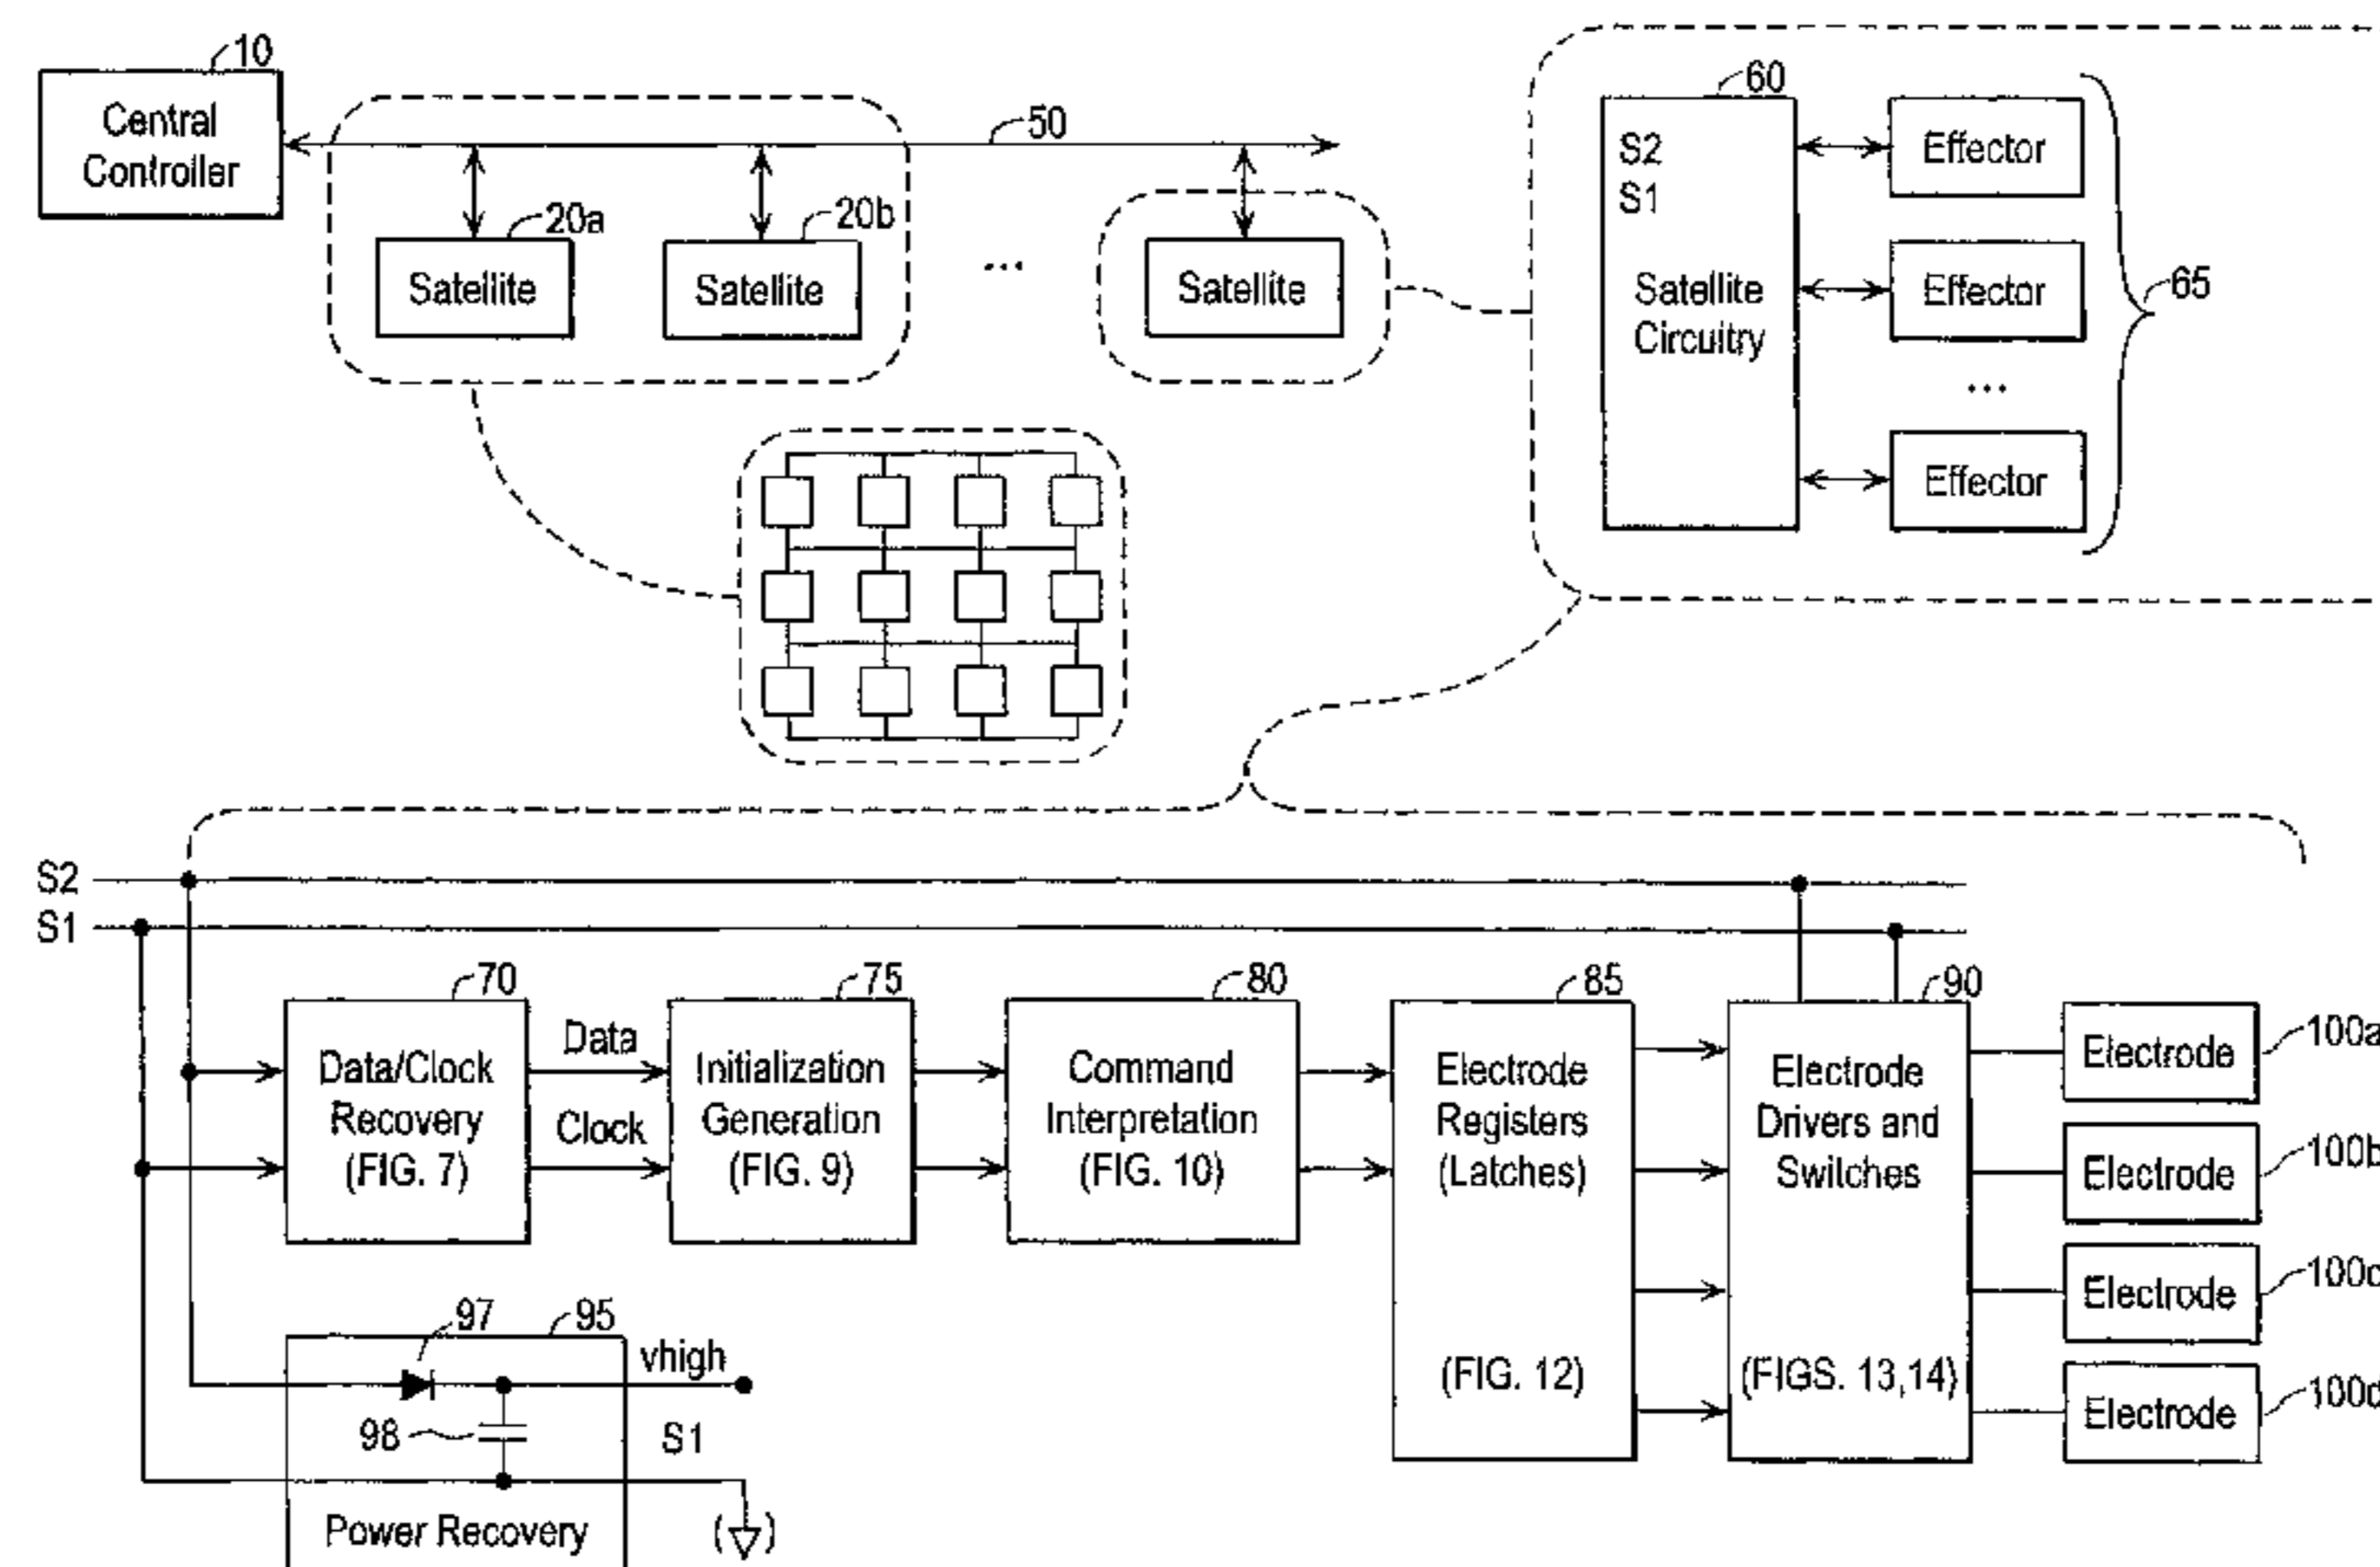 10
Central
Controller
50
20a
Satellite
20b
Satellite
...
Satellite
60
S2
S1
Satellite
Circuitry
Effector
Effector
...
Effector
65
S2
S1
70
Data/Clock
Recovery
(FIG. 7)
Data
Clock
75
Initialization
Generation
(FIG. 9)
80
Command
Interpretation
(FIG. 10)
85
Electrode
Registers
(Latches)
(FIG. 12)
90
Electrode
Drivers and
Switches
(FIGS. 13,14)
Electrode
100a
Electrode
100b
Electrode
100c
Electrode
100d
97
95
vhigh
98
S1
Power Recovery